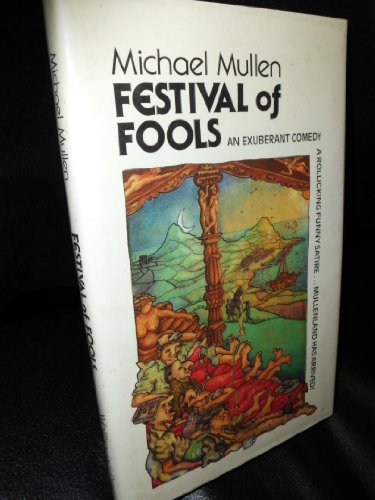 Michael Mullen
FESTIVAL of
FOOLS AN EXUBERANT COMEDY
A ROLLICKING FUNNY SATIRE... MULLENLAND HAS ARRIVED!
Michael Mullen
FESTIVAL of FOOLS